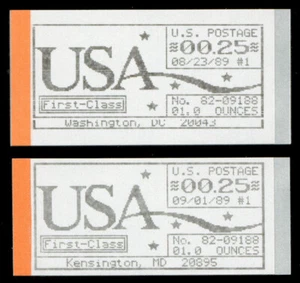 U.S. POSTAGE
≋00.25≋
08/23/89 #1
USA
First-Class
No. 82-09188
01.0 OUNCES
Washington, DC 20043
U.S. POSTAGE
≋00.25≋
09/01/89 #1
USA
First-Class
No. 82-09188
01.0 OUNCES
Kensington, MD 20895